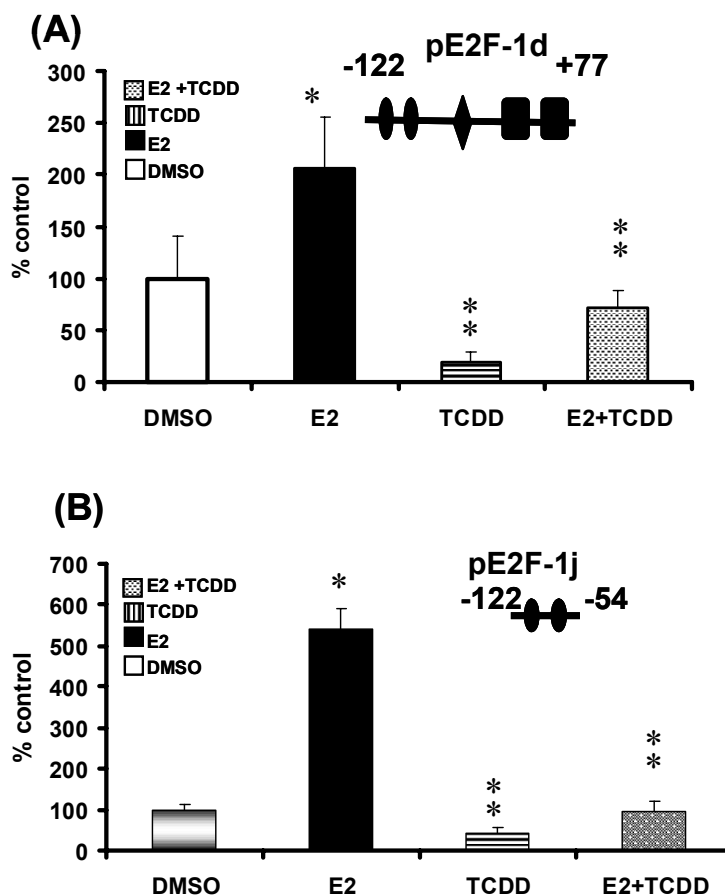 (A)
pE2F-1d
-122
+77
300
250
200
150
100
50
0
% control
E2 +TCDD
TCDD
E2
DMSO
*
*
*
*
*
DMSO
E2
TCDD
E2+TCDD
(B)
pE2F-1j
-122
-54
700
600
500
400
300
200
100
0
% control
E2 +TCDD
TCDD
E2
DMSO
*
*
*
*
*
DMSO
E2
TCDD
E2+TCDD